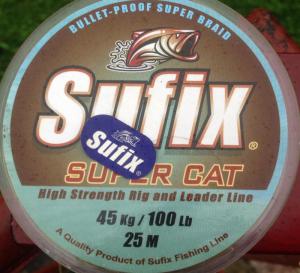 BULLET-PROOF SUPER BRAID
Sufix®
Sufix®
SUPER CAT
High Strength Rig and Leader Line
45 Kg / 100 Lb
25 M
A Quality Product of Sufix Fishing Line